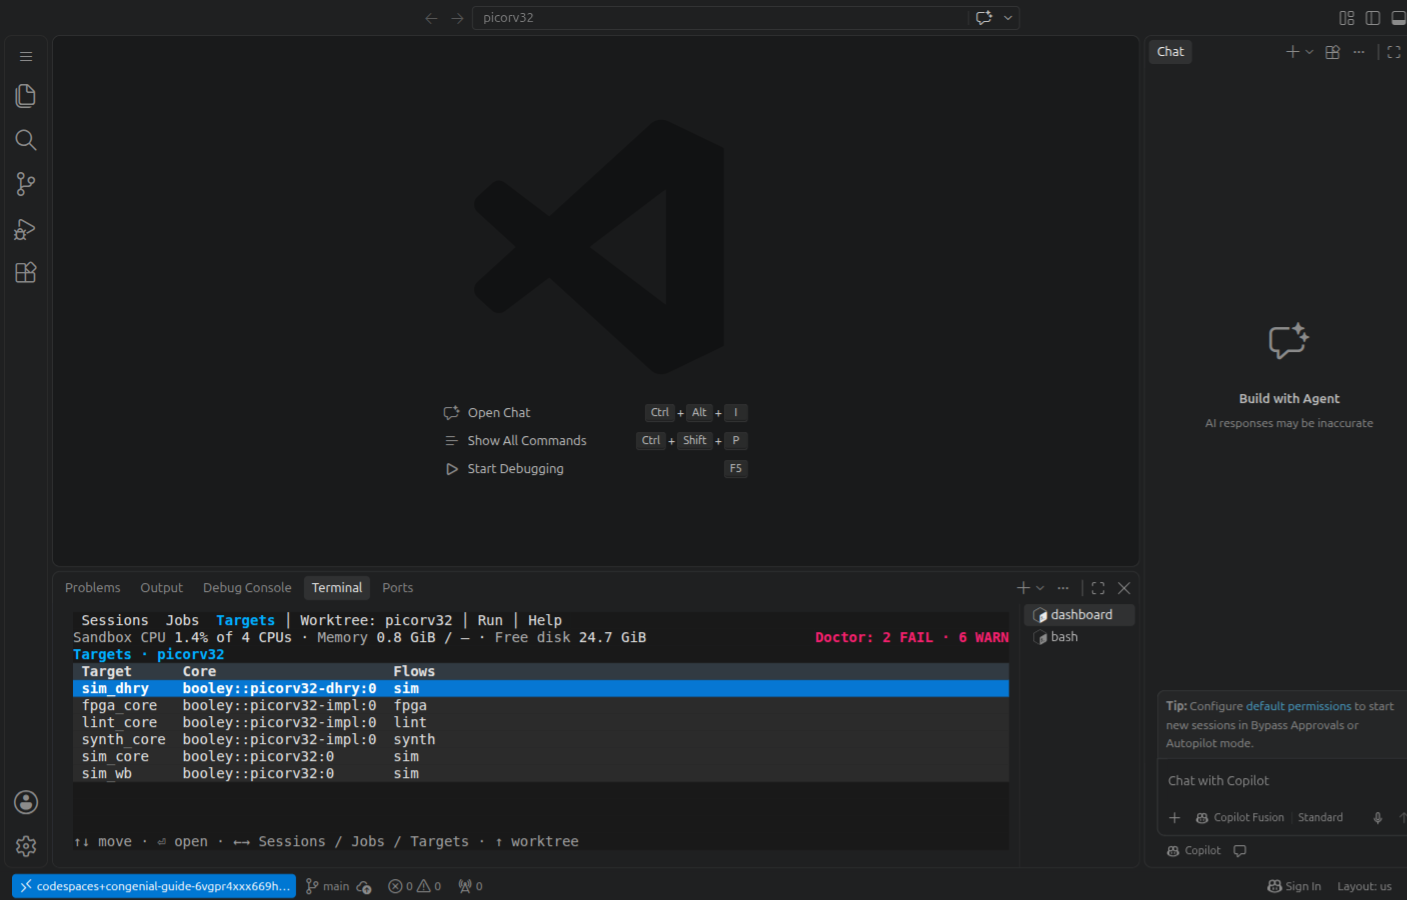 picorv32
Chat
Open Chat Ctrl + Alt + I
Show All Commands Ctrl + Shift + P
Start Debugging F5
Build with Agent
AI responses may be inaccurate
Problems Output Debug Console Terminal Ports
Sessions Jobs Targets | Worktree: picorv32 | Run | Help
Sandbox CPU 1.4% of 4 CPUs · Memory 0.8 GiB / — · Free disk 24.7 GiB Doctor: 2 FAIL · 6 WARN
Targets · picorv32
Target Core Flows
sim_dhry booley::picorv32-dhry:0 sim
fpga_core booley::picorv32-impl:0 fpga
lint_core booley::picorv32-impl:0 lint
synth_core booley::picorv32-impl:0 synth
sim_core booley::picorv32:0 sim
sim_wb booley::picorv32:0 sim
↑↓ move · ⏎ open · ←→ Sessions / Jobs / Targets · ↑ worktree
dashboard
bash
Tip: Configure default permissions to start
new sessions in Bypass Approvals or
Autopilot mode.
Chat with Copilot
Copilot Fusion Standard
Copilot
codespaces+congenial-guide-6vgpr4xxx669h... main 0 0 0 Sign In Layout: us